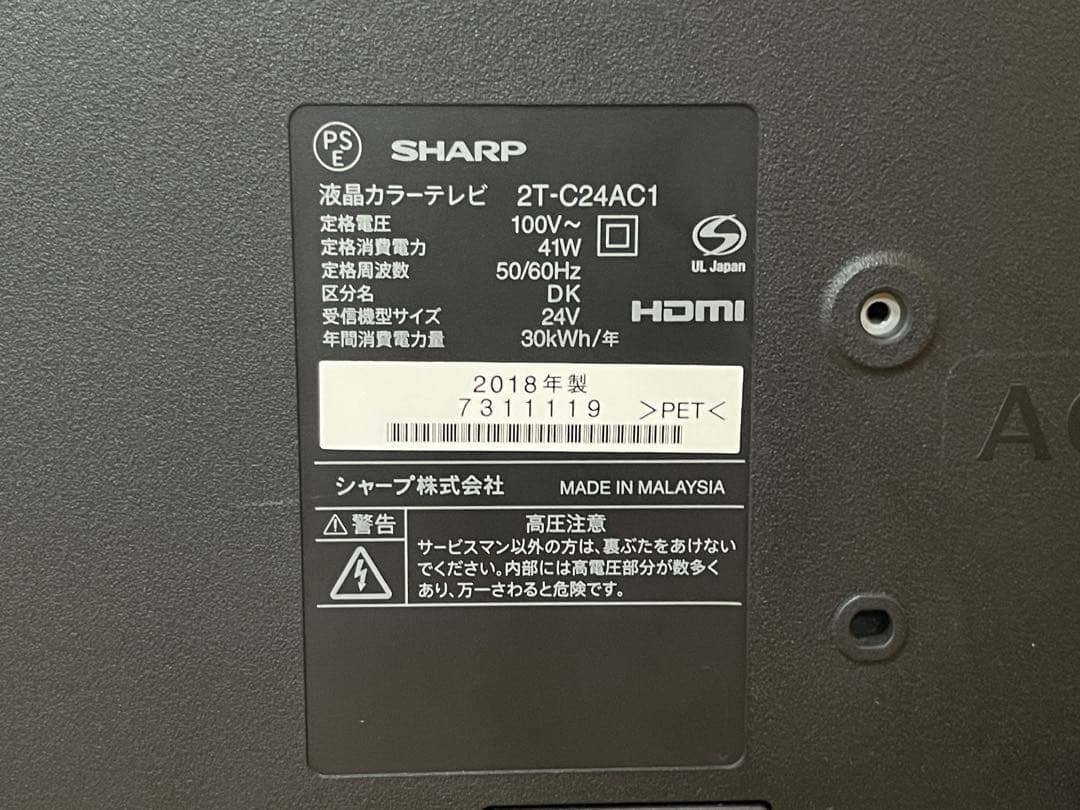 PS
E
SHARP
液晶カラーテレビ 2T-C24AC1
定格電圧 100V～
定格消費電力 41W
定格周波数 50/60Hz
区分名 DK
受信機型サイズ 24V
年間消費電力量 30kWh/年
S
UL Japan
HDMI
2018年製
7311119 >PET<
シャープ株式会社 MADE IN MALAYSIA
警告
高圧注意
サービスマン以外の方は、裏ぶたをあけない
でください。内部には高電圧部分が数多く
あり、万一さわると危険です。